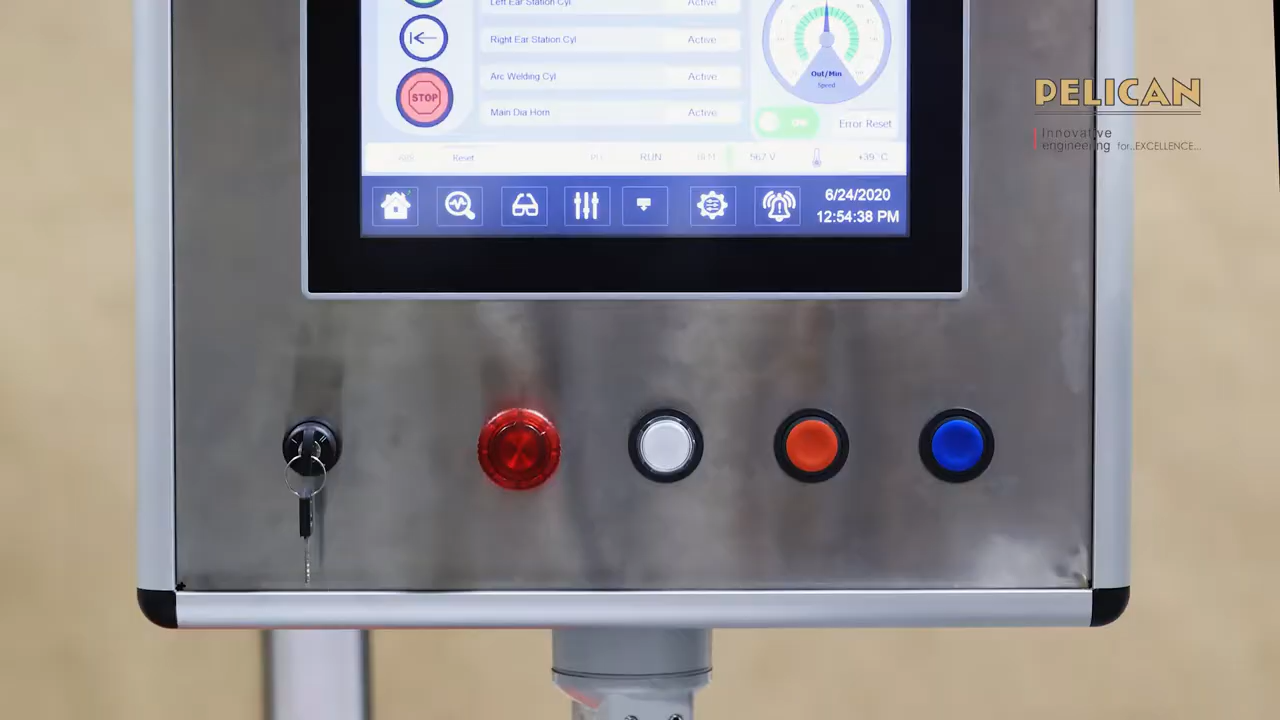 Left Ear Station Cyl Active
Right Ear Station Cyl Active
Arc Welding Cyl Active
Main Dia Horn Active
STOP
Out/Min
Speed
ON
Error Reset
Reset
RUN
567 V
+39.°C
6/24/2020
12:54:38 PM
PELICAN
Innovative
engineering for..EXCELLENCE...